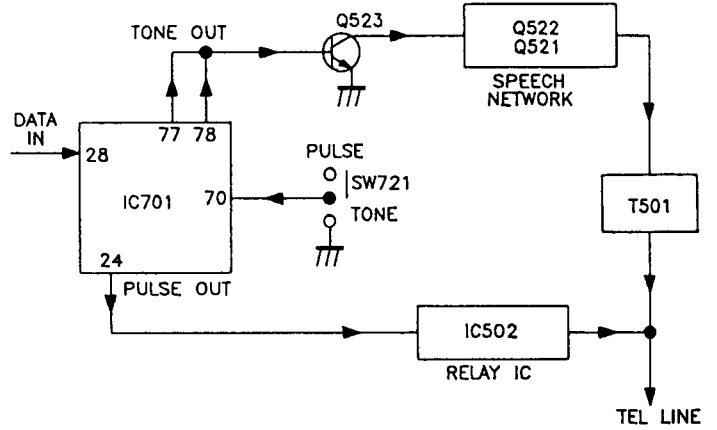 Q523
TONE OUT
Q522
Q521
SPEECH
NETWORK
DATA
IN
77 78
28
PULSE
SW721
IC701
70
TONE
T501
24
PULSE OUT
IC502
RELAY IC
TEL LINE